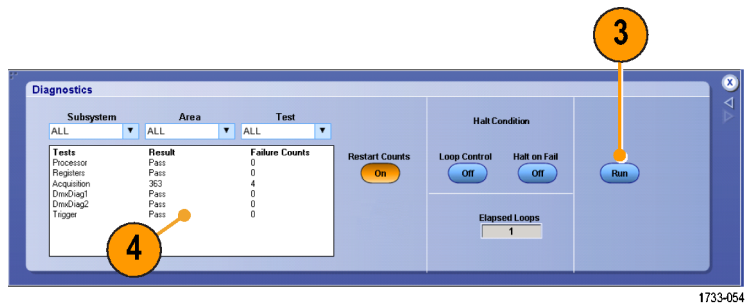 3
Diagnostics
X
Subsystem Area Test
ALL ALL ALL
Halt Condition
Tests Result Failure Counts
Processor Pass 0
Registers Pass 0
Acquisition 363 4
DmxDiag1 Pass 0
DmxDiag2 Pass 0
Trigger Pass 0
Restart Counts
On
Loop Control Halt on Fail
Off Off
Run
Elapsed Loops
1
4
1733-054